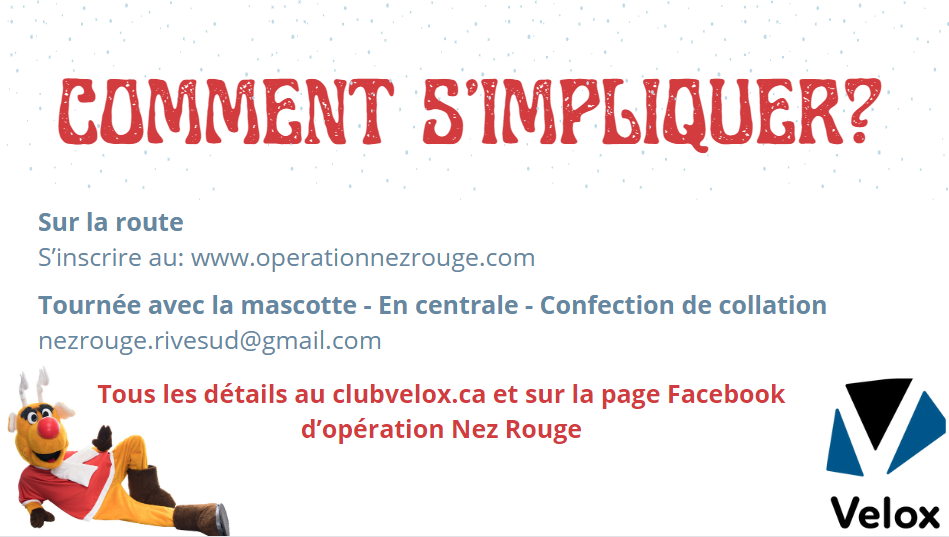 COMMENT S'IMPLIQUER?
Sur la route
S’inscrire au: www.operationnezrouge.com
Tournée avec la mascotte - En centrale - Confection de collation
nezrouge.rivesud@gmail.com
Tous les détails au clubvelox.ca et sur la page Facebook
d’opération Nez Rouge
Velox